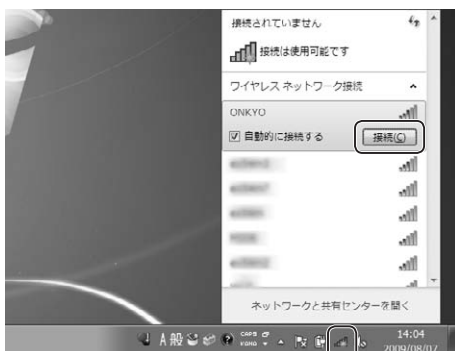 接続されていません
接続は使用可能です
ワイヤレス ネットワーク接続
ONKYO
自動的に接続する
接続(C)
ネットワークと共有センターを開く
A 般
CAPS
KANA
14:04
2009/08/07